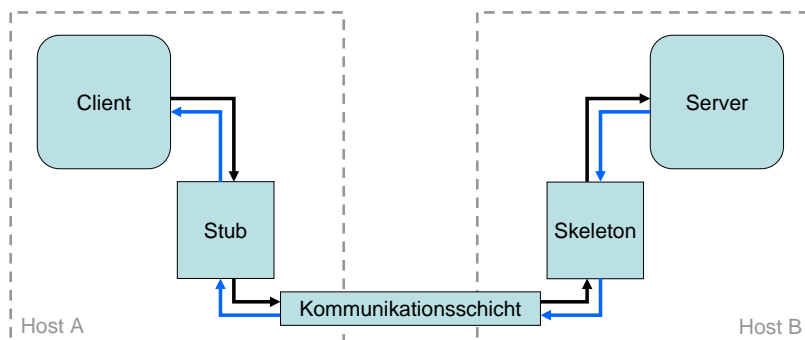 Client
Server
Stub
Skeleton
Kommunikationsschicht
Host A
Host B